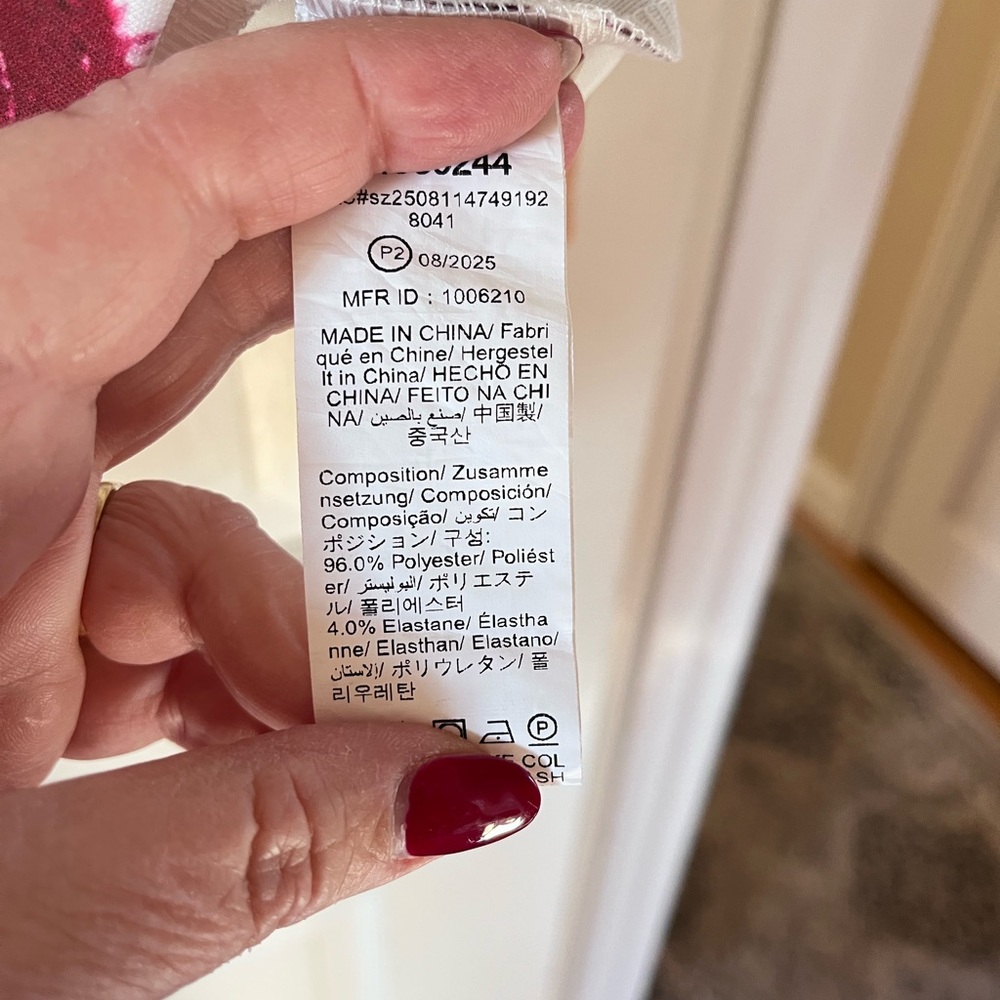 244
#sz2508114749192
8041
P2 08/2025
MFR ID : 1006210
MADE IN CHINA/ Fabri
qué en Chine/ Hergestel
lt in China/ HECHO EN
CHINA/ FEITO NA CHI
NA/ صنع بالصين/ 中国製/
중국산
Composition/ Zusamme
nsetzung/ Composición/
Composição/ تكوين/ コン
ポジション/ 구성:
96.0% Polyester/ Poliést
er/ البوليستر/ ポリエステ
ル/ 폴리에스터
4.0% Elastane/ Élastha
nne/ Elasthan/ Elastano/
الاستان/ ポリウレタン/ 폴
리우레탄
P
COL
SH